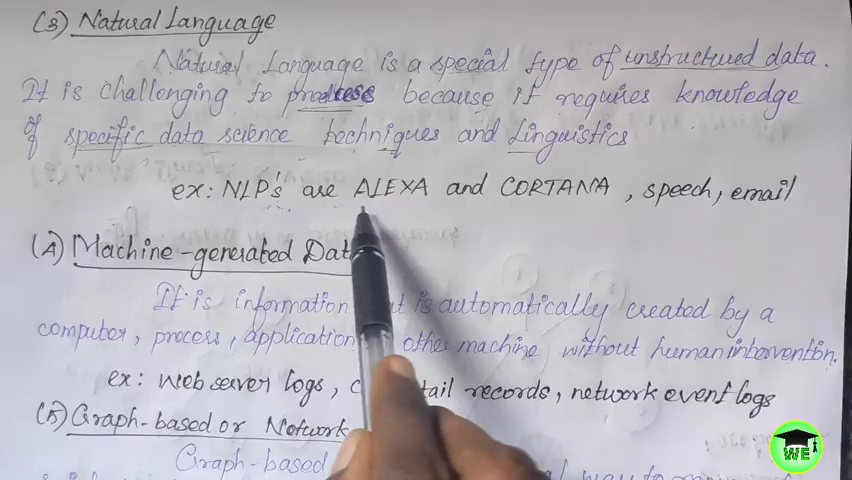 (3) Natural Language
Natural Language is a special type of unstructured data.
It is challenging to process because it requires knowledge
of specific data science techniques and Linguistics
ex: NLP's are ALEXA and CORTANA, speech, email
(4) Machine-generated Dat
It is information is automatically created by a
computer, process, application other machine without human intervention.
ex: web server logs, c tail records, network event logs
(5) Graph-based or Network
Graph-based
WE